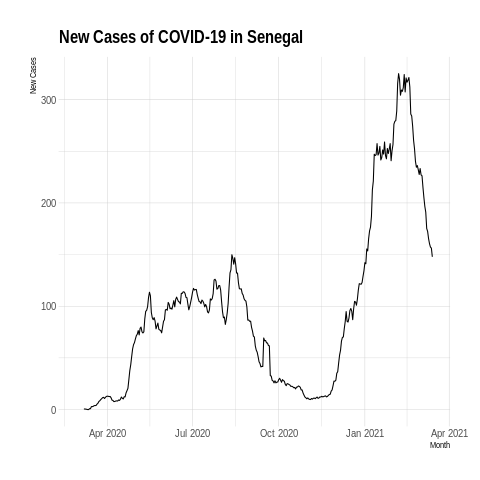 New Cases of COVID-19 in Senegal
New Cases
300
200
100
0
Apr 2020 Jul 2020 Oct 2020 Jan 2021 Apr 2021
Month